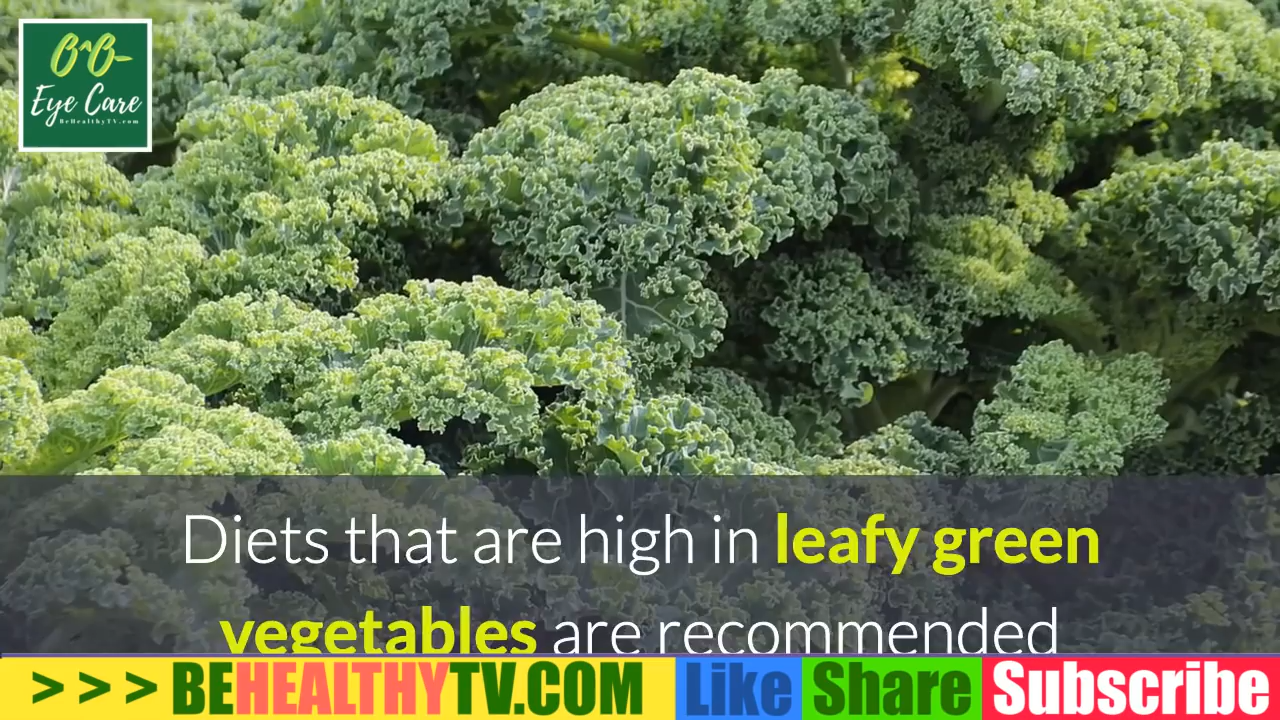 Eye Care
BeHealthyTV.com
Diets that are high in leafy green
vegetables are recommended
> > > BEHEALTHYTV.COM Like Share Subscribe